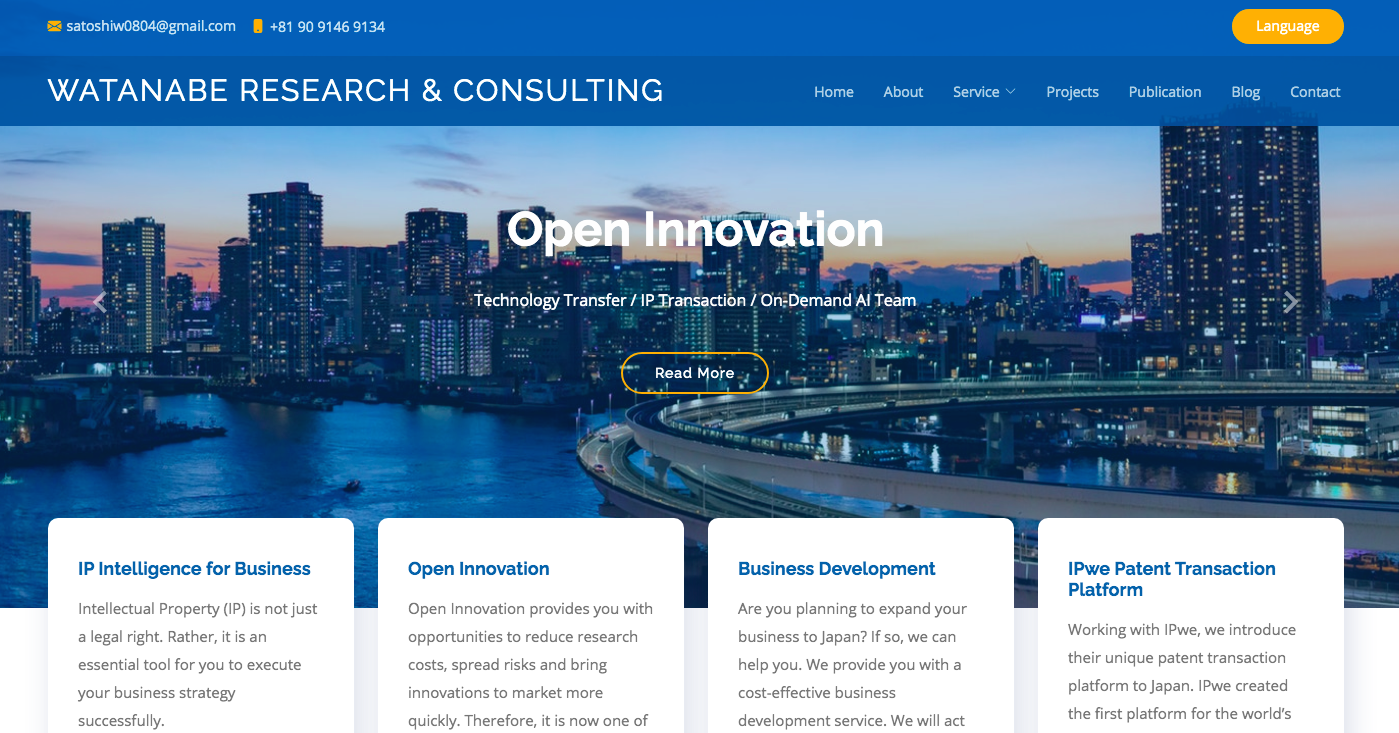 satoshiw0804@gmail.com +81 90 9146 9134 Language
WATANABE RESEARCH & CONSULTING
Home About Service Projects Publication Blog Contact
Open Innovation
Technology Transfer / IP Transaction / On-Demand AI Team
Read More
IP Intelligence for Business
Intellectual Property (IP) is not just
a legal right. Rather, it is an
essential tool for you to execute
your business strategy
successfully.
Open Innovation
Open Innovation provides you with
opportunities to reduce research
costs, spread risks and bring
innovations to market more
quickly. Therefore, it is now one of
Business Development
Are you planning to expand your
business to Japan? If so, we can
help you. We provide you with a
cost-effective business
development service. We will act
IPwe Patent Transaction
Platform
Working with IPwe, we introduce
their unique patent transaction
platform to Japan. IPwe created
the first platform for the world’s